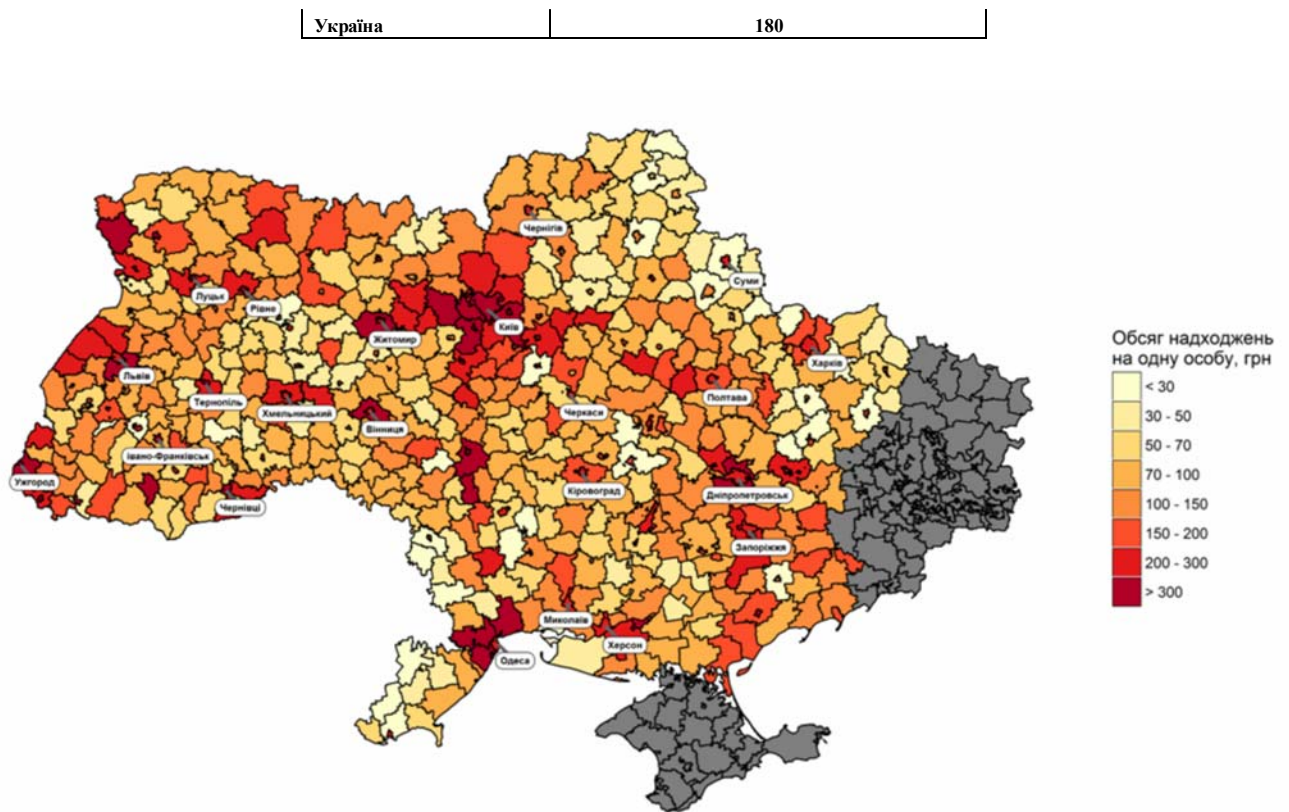 Україна 180
Чернігів
Суми
Луцьк
Рівне
Київ
Житомир
Харків
Львів
Тернопіль
Хмельницький
Полтава
Черкаси
Вінниця
Івано-Франківськ
Ужгород
Кіровоград
Дніпропетровськ
Чернівці
Запоріжжя
Миколаїв
Херсон
Одеса
Обсяг надходжень
на одну особу, грн
< 30
30 - 50
50 - 70
70 - 100
100 - 150
150 - 200
200 - 300
> 300